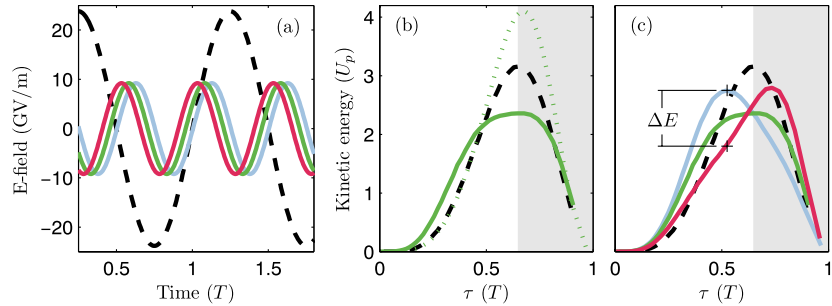 (a)
E-field (GV/m)
20
10
0
−10
−20
0.5
1
1.5
Time (T)
(b)
Kinetic energy (Up)
4
3
2
1
0
0
0.5
1
τ (T)
(c)
ΔE
0
0.5
1
τ (T)